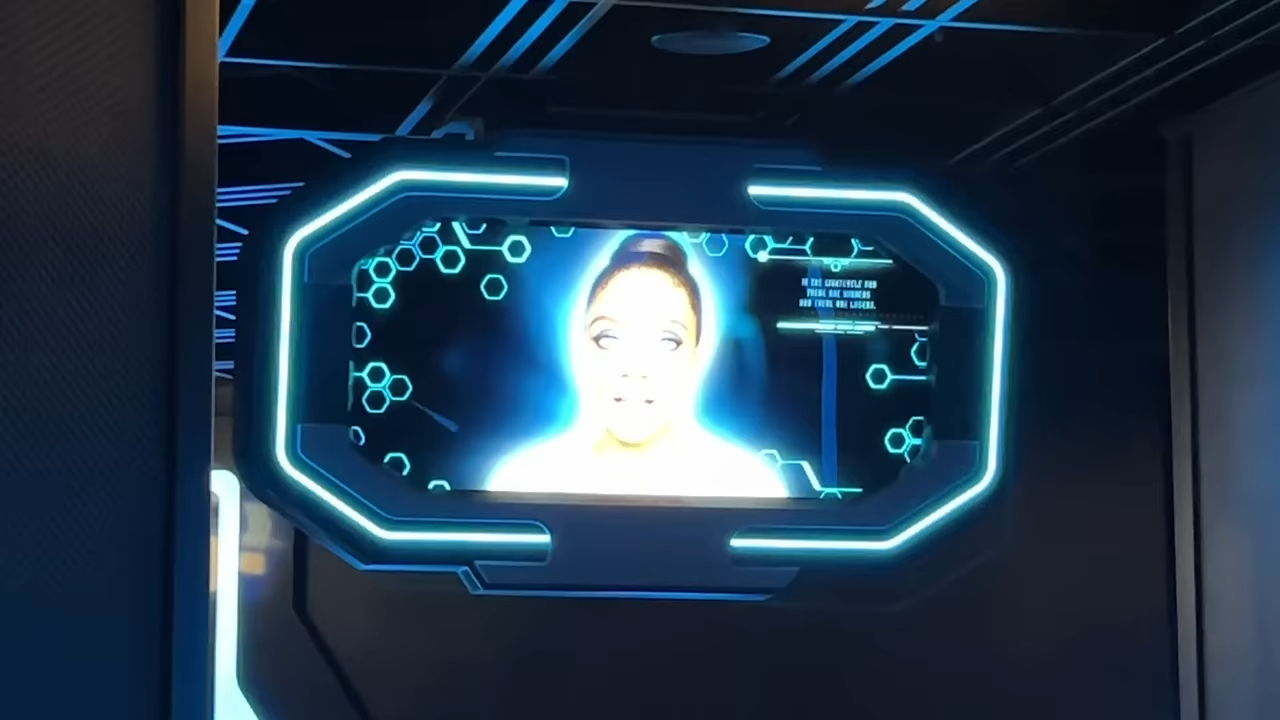 IN THE LIGHTCYCLE RUN
THERE ARE WINNERS
AND THERE ARE LOSERS.